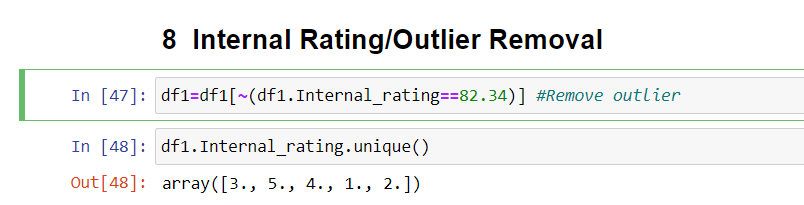 8 Internal Rating/Outlier Removal
In [47]: df1=df1[~(df1.Internal_rating==82.34)] #Remove outlier
In [48]: df1.Internal_rating.unique()
Out[48]: array([3., 5., 4., 1., 2.])